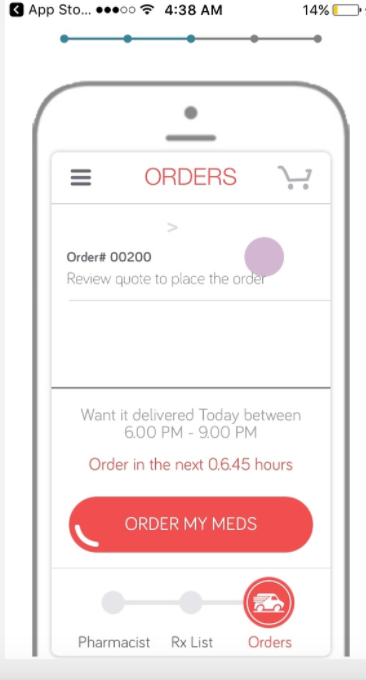 App Sto... 4:38 AM 14%
ORDERS
>
Order# 00200
Review quote to place the order
Want it delivered Today between
6.00 PM - 9.00 PM
Order in the next 0.6.45 hours
ORDER MY MEDS
Pharmacist Rx List Orders